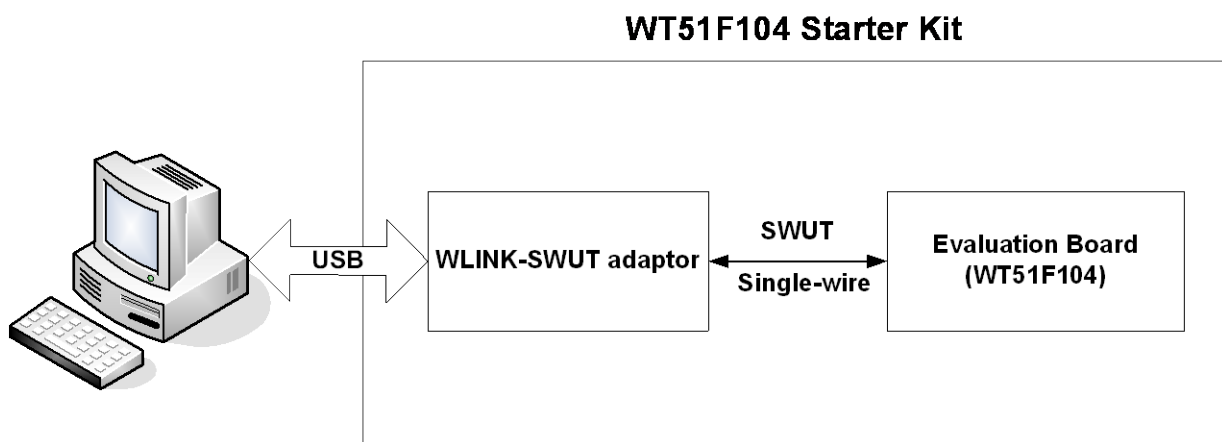 WT51F104 Starter Kit
USB
WLINK-SWUT adaptor
SWUT
Single-wire
Evaluation Board
(WT51F104)